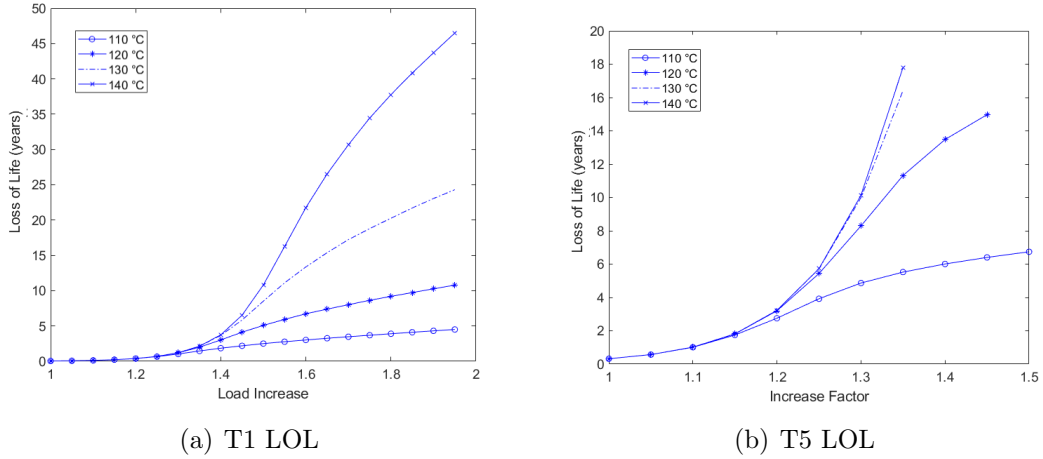 50
45
40
35
30
25
20
15
10
5
0
Loss of Life (years)
110 °C
120 °C
130 °C
140 °C
1
1.2
1.4
1.6
1.8
2
Load Increase
(a) T1 LOL
20
18
16
14
12
10
8
6
4
2
0
Loss of Life (years)
110 °C
120 °C
130 °C
140 °C
1
1.1
1.2
1.3
1.4
1.5
Increase Factor
(b) T5 LOL